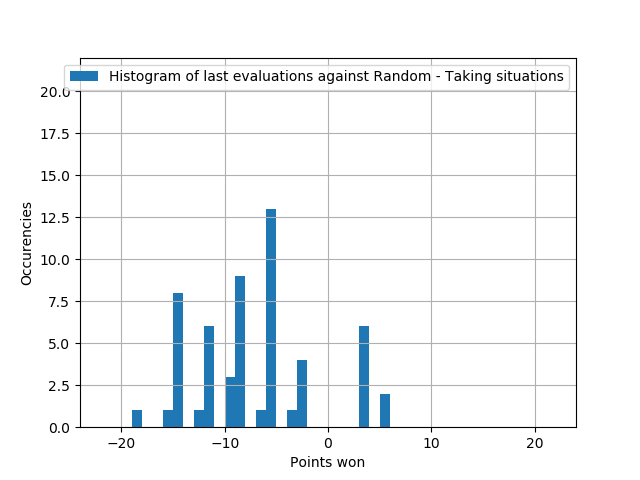 Histogram of last evaluations against Random - Taking situations
20.0
17.5
15.0
12.5
10.0
7.5
5.0
2.5
0.0
Occurencies
−20 −10 0 10 20
Points won